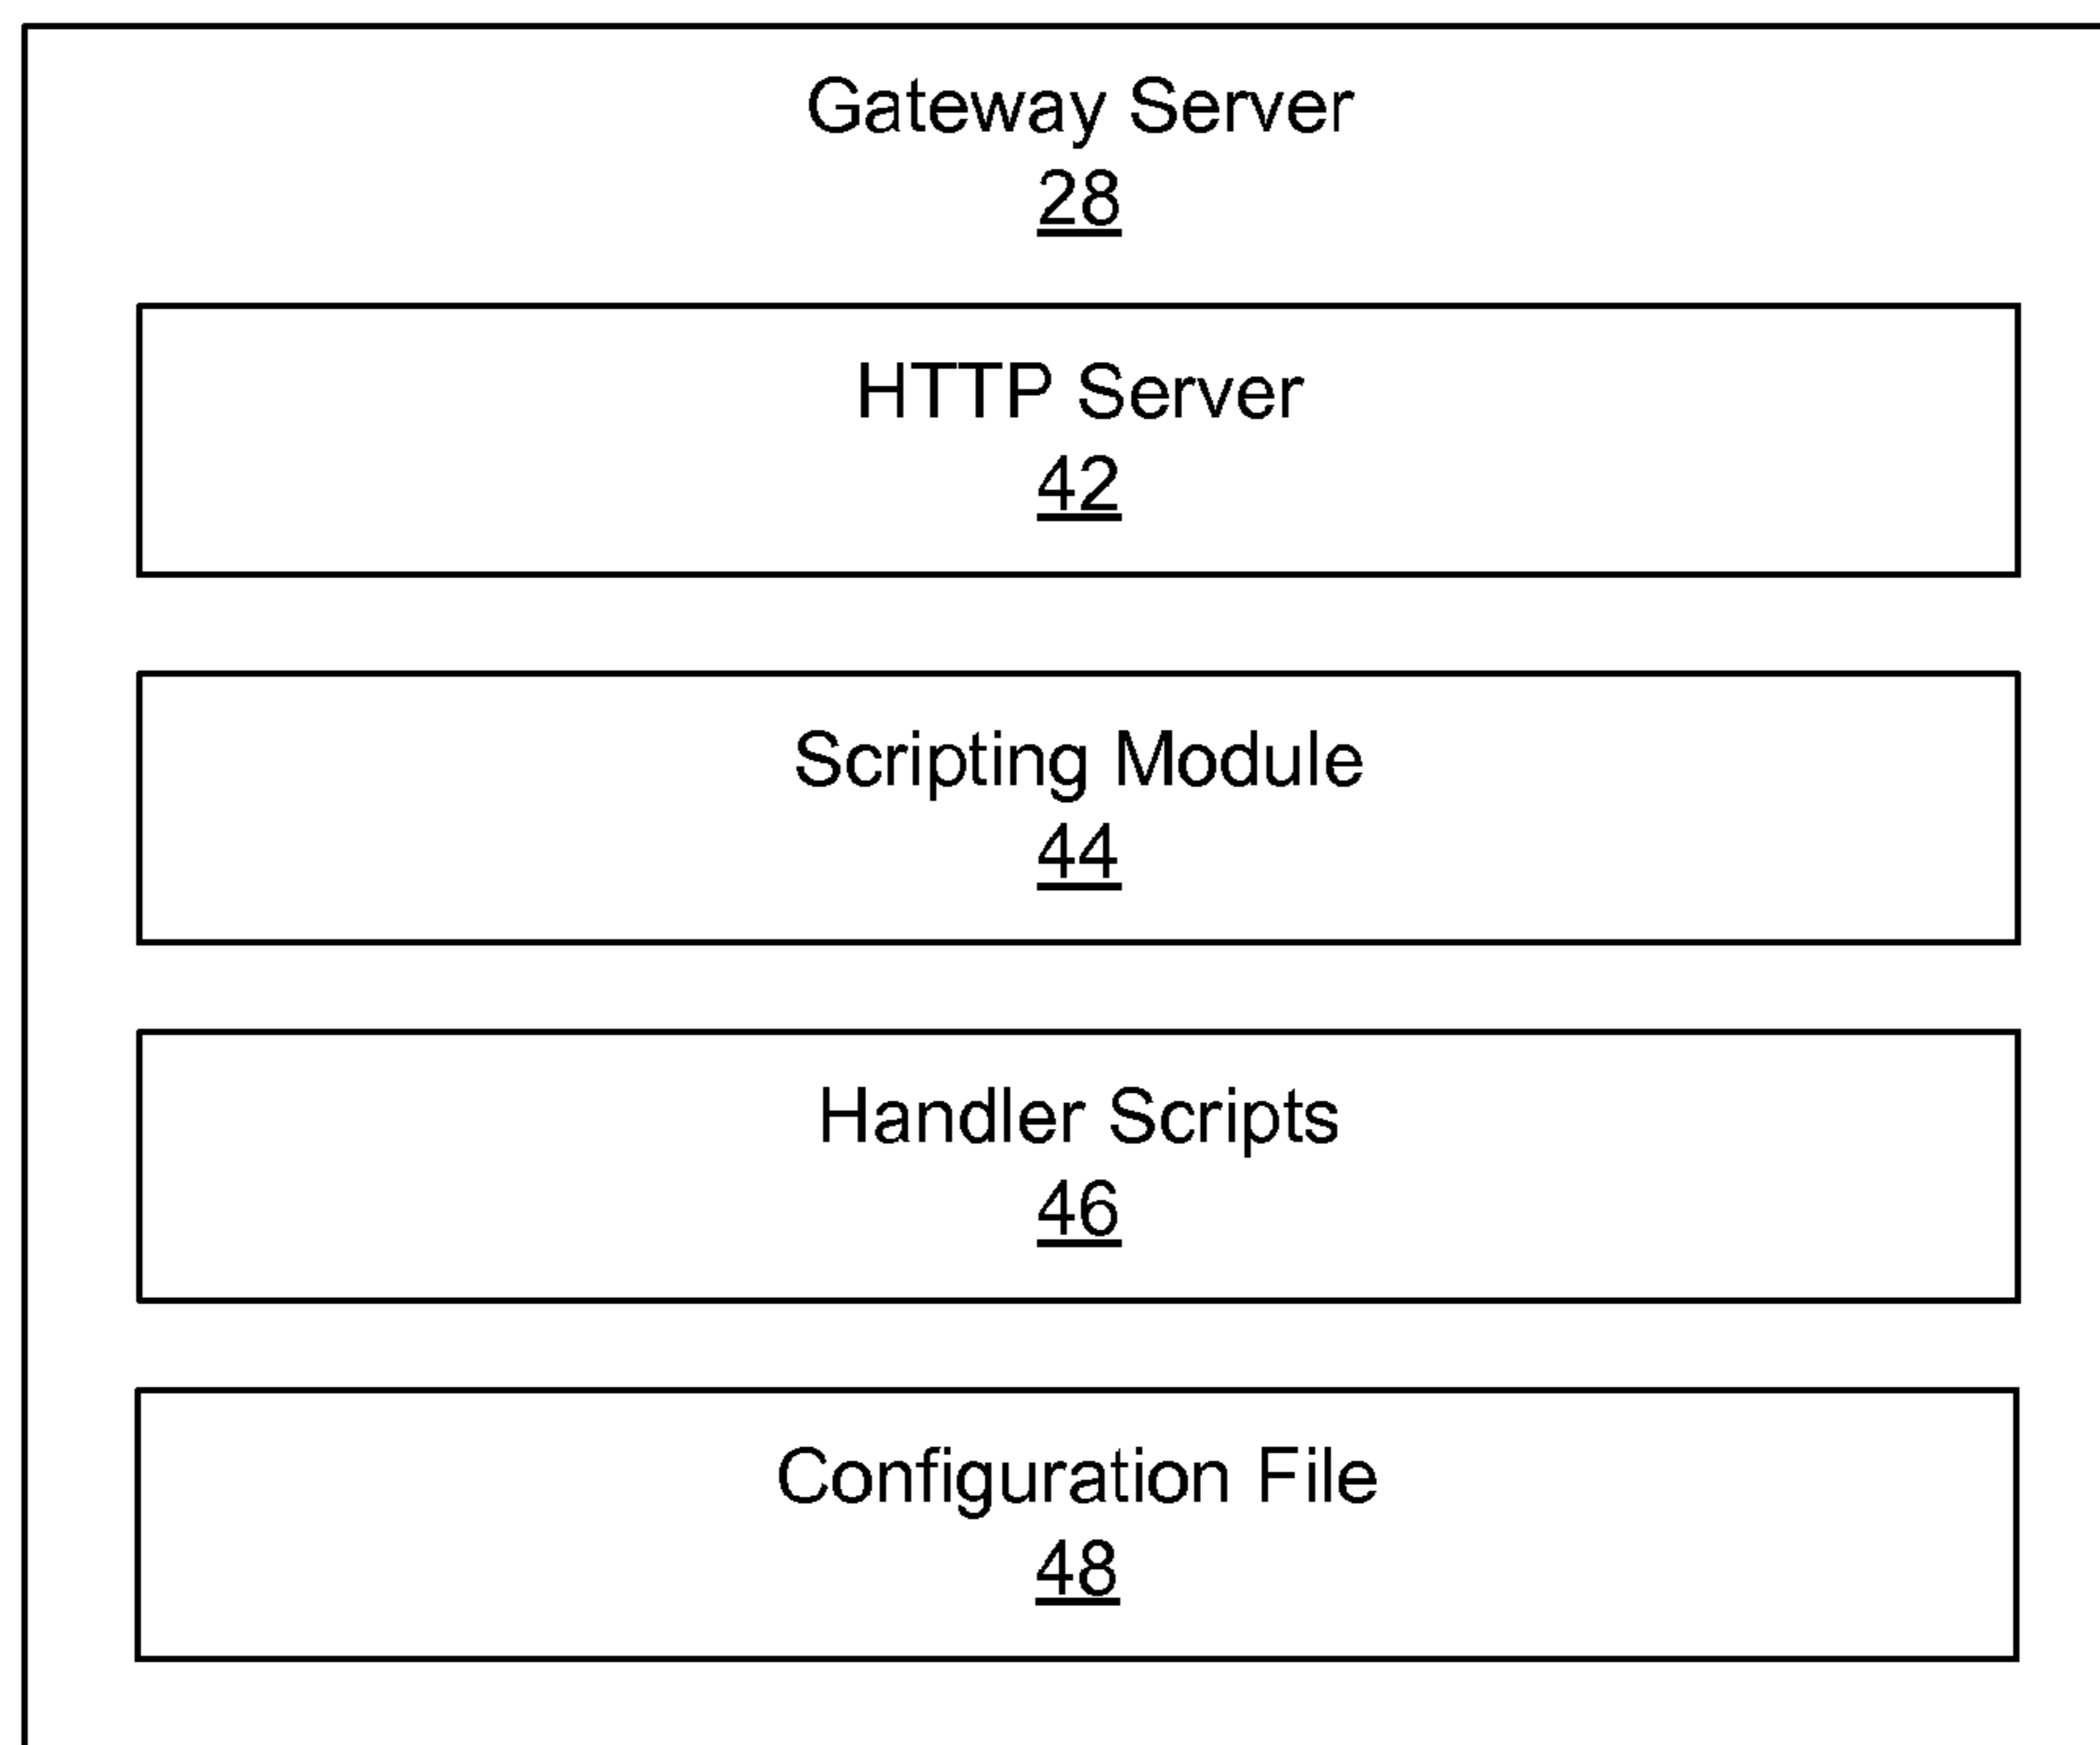 Gateway Server
28
HTTP Server
42
Scripting Module
44
Handler Scripts
46
Configuration File
48